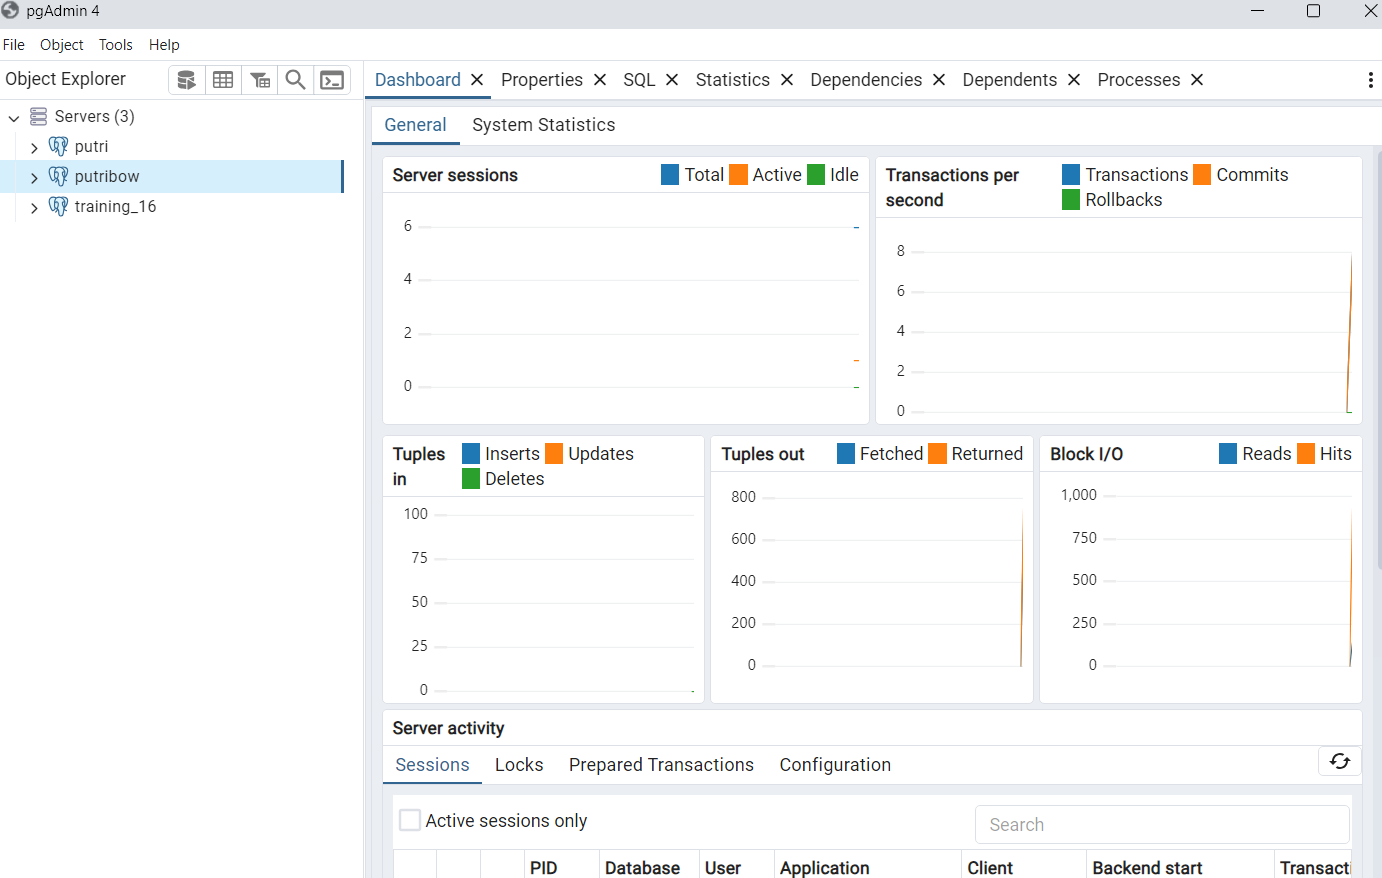 pgAdmin 4
File Object Tools Help
Object Explorer
Dashboard Properties SQL Statistics Dependencies Dependents Processes
Servers (3)
putri
putribow
training_16
General System Statistics
Server sessions
Total Active Idle
6
4
2
0
Transactions per
second
Transactions Commits
Rollbacks
8
6
4
2
0
Tuples
in
Inserts Updates
Deletes
100
75
50
25
0
Tuples out
Fetched Returned
800
600
400
200
0
Block I/O
Reads Hits
1,000
750
500
250
0
Server activity
Sessions Locks Prepared Transactions Configuration
Active sessions only
Search
PID Database User Application Client Backend start Transacti